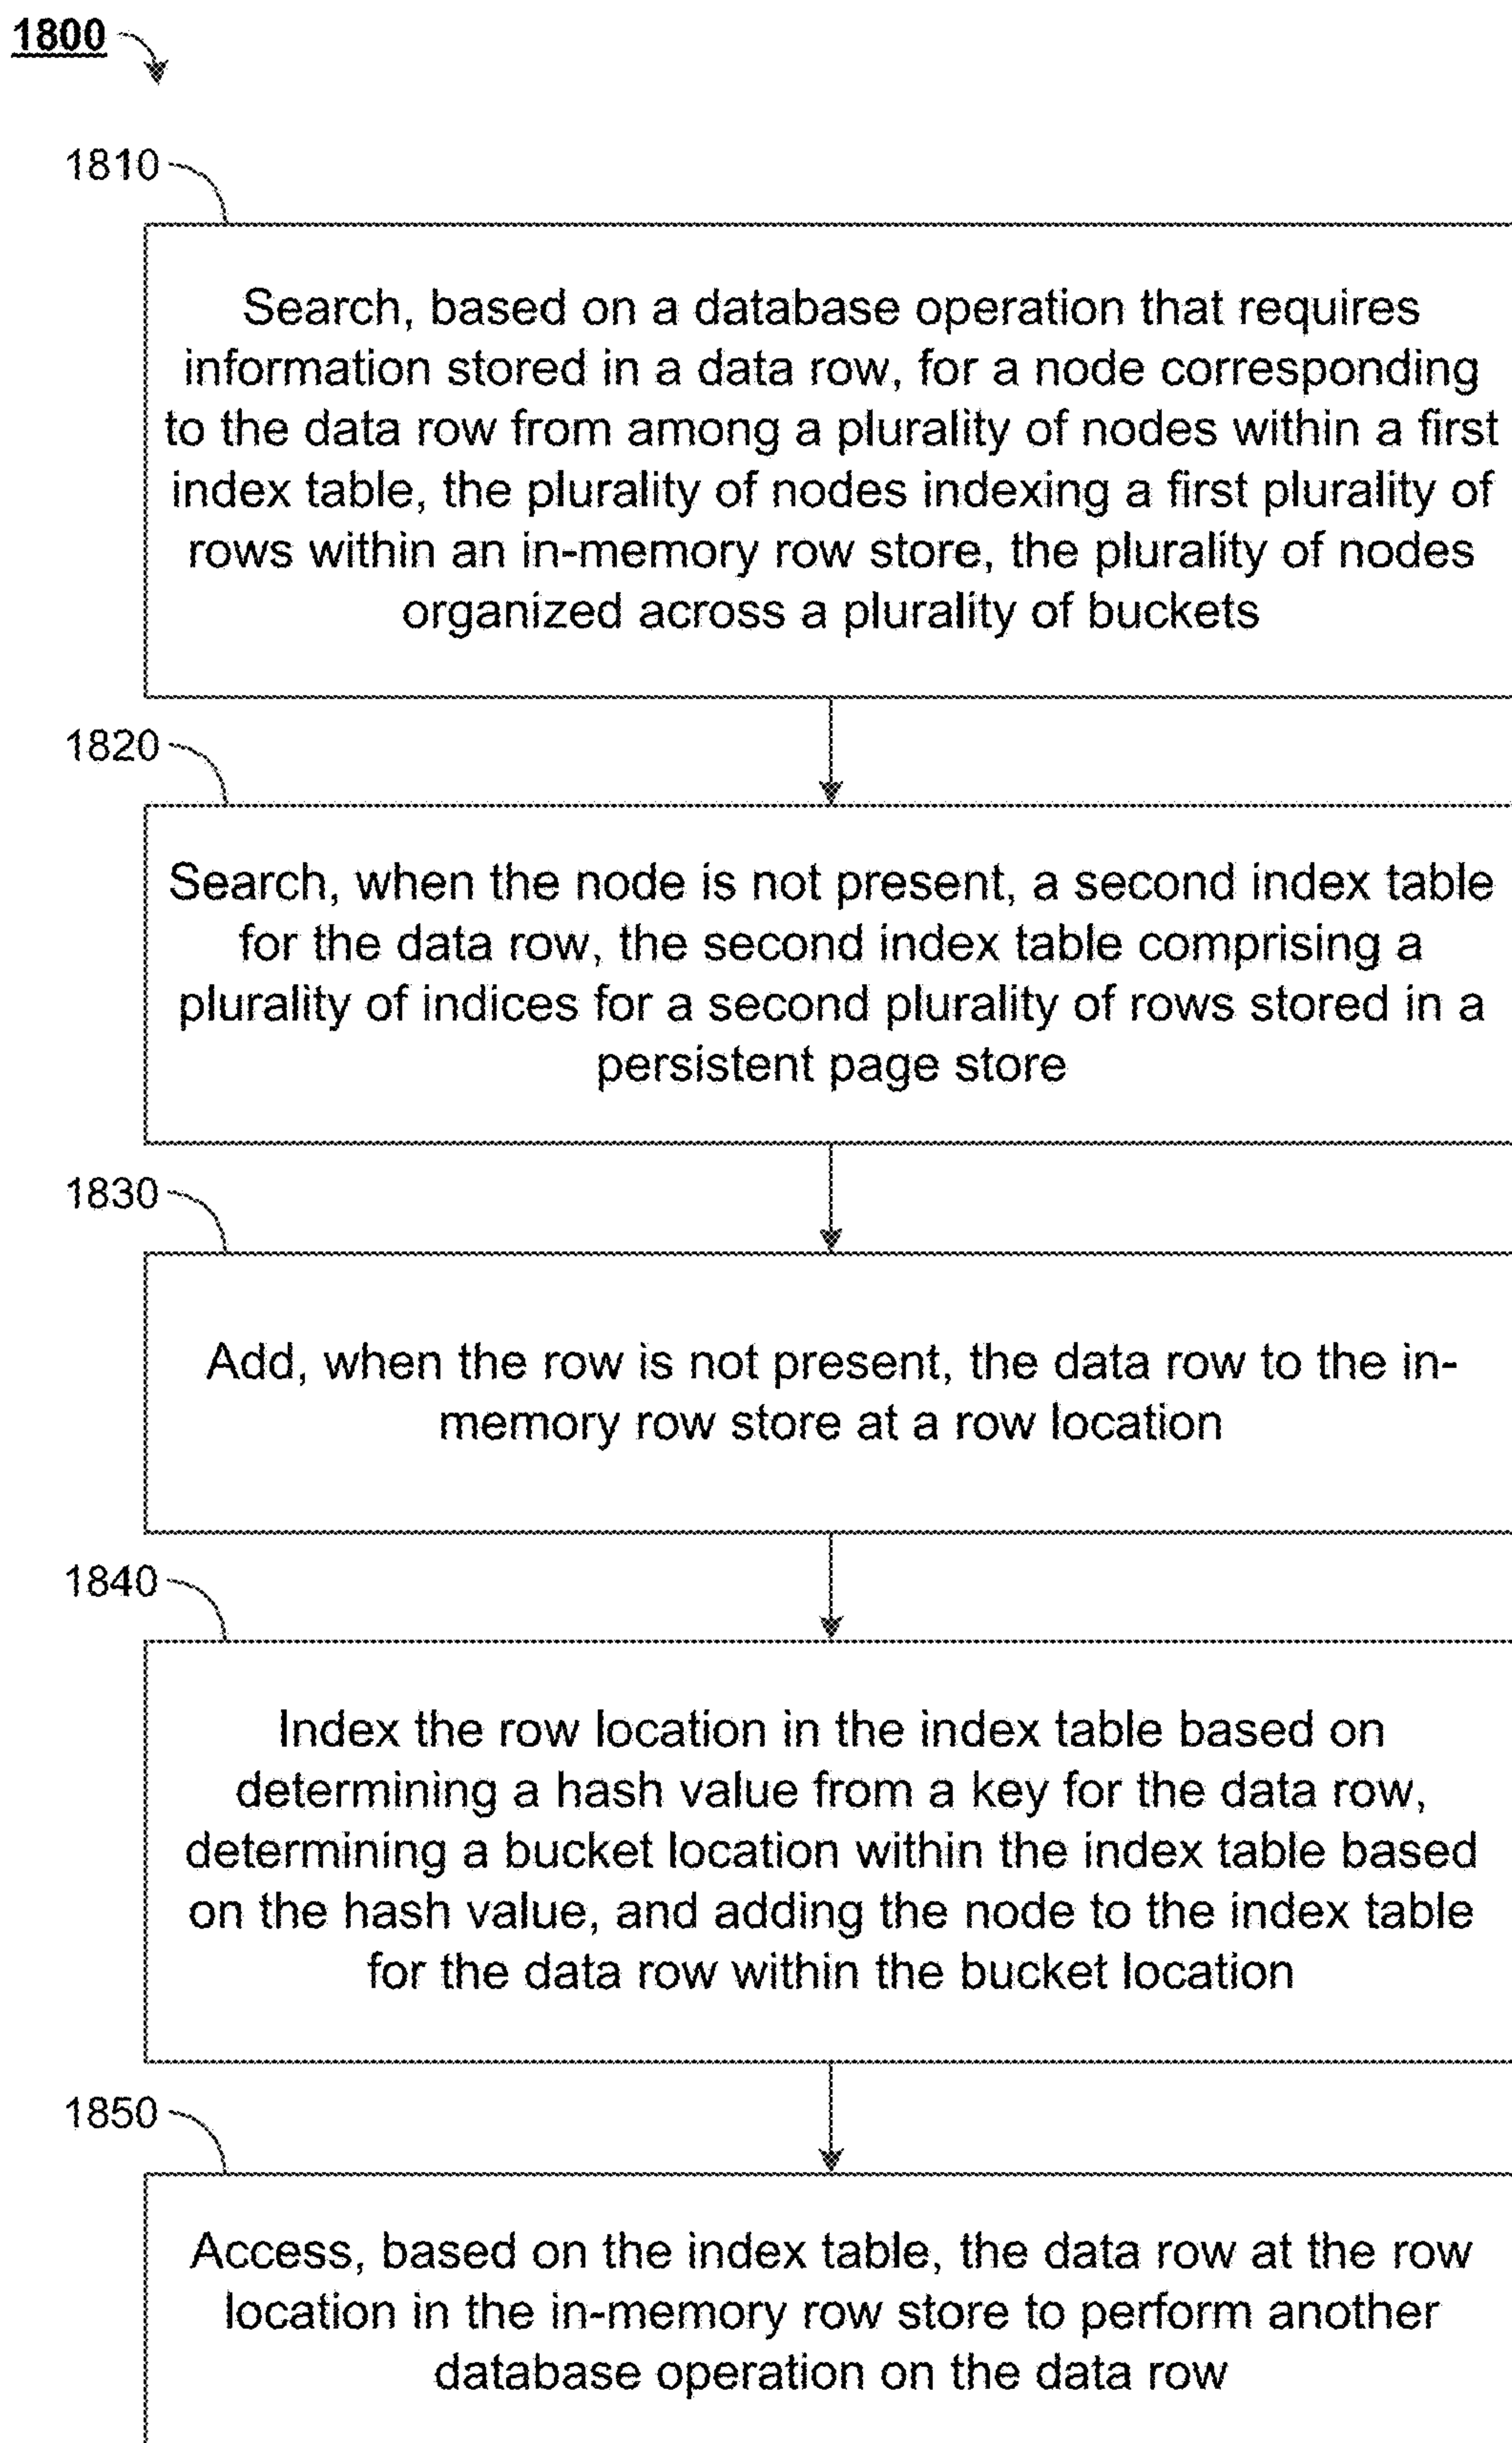 1800
1810
Search, based on a database operation that requires
information stored in a data row, for a node corresponding
to the data row from among a plurality of nodes within a first
index table, the plurality of nodes indexing a first plurality of
rows within an in-memory row store, the plurality of nodes
organized across a plurality of buckets
1820
Search, when the node is not present, a second index table
for the data row, the second index table comprising a
plurality of indices for a second plurality of rows stored in a
persistent page store
1830
Add, when the row is not present, the data row to the in-
memory row store at a row location
1840
Index the row location in the index table based on
determining a hash value from a key for the data row,
determining a bucket location within the index table based
on the hash value, and adding the node to the index table
for the data row within the bucket location
1850
Access, based on the index table, the data row at the row
location in the in-memory row store to perform another
database operation on the data row